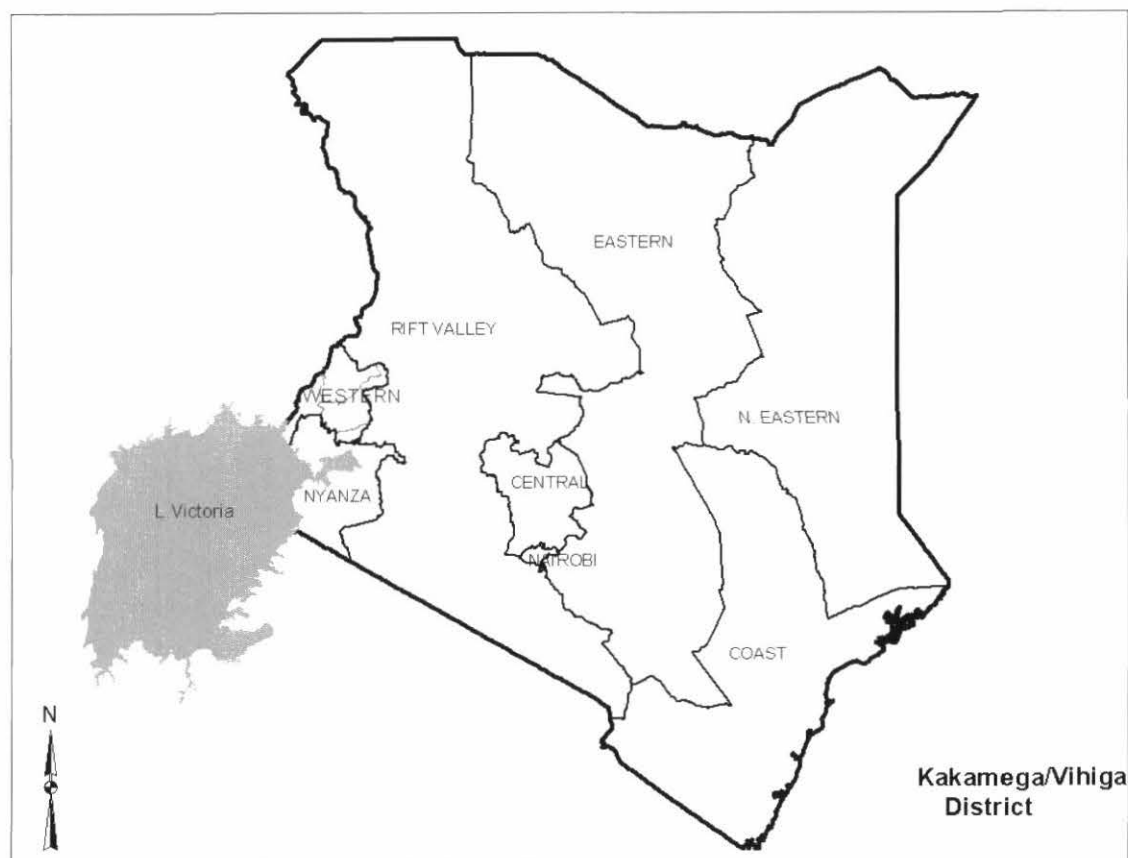 EASTERN
RIFT VALLEY
WESTERN
N. EASTERN
CENTRAL
NYANZA
L. Victoria
NAIROBI
COAST
N
Kakamega/Vihiga
District